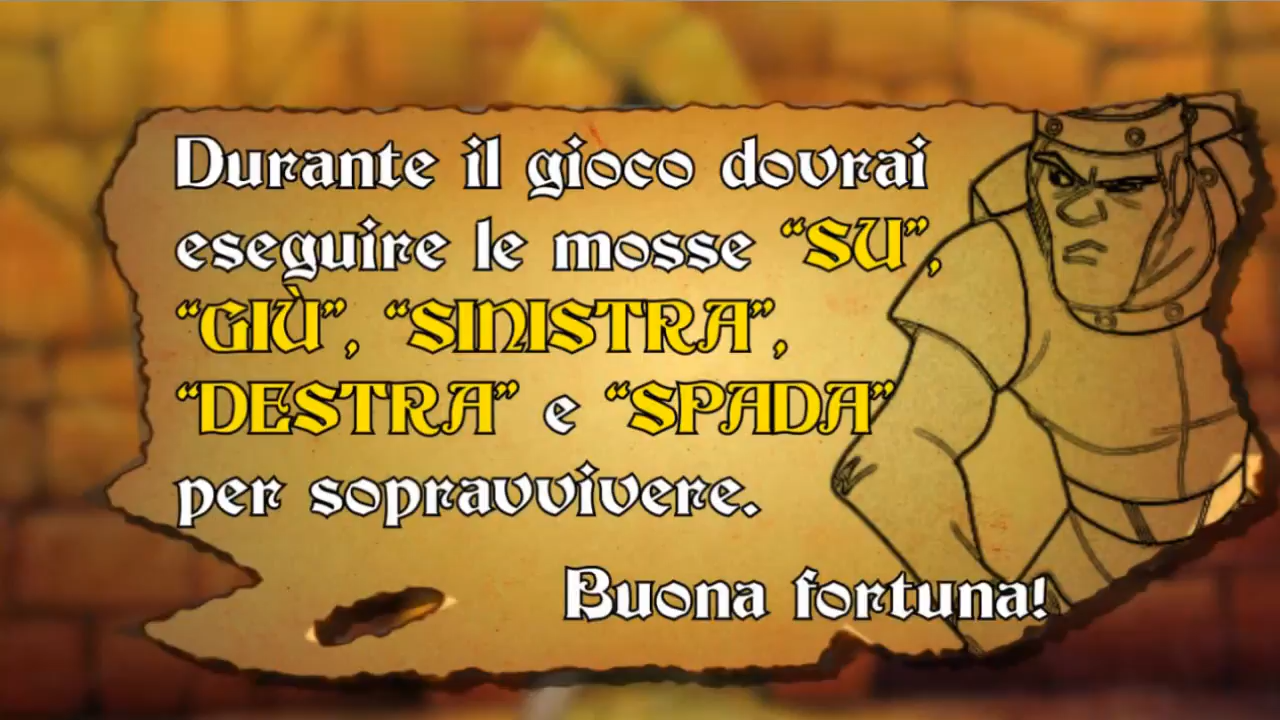 Durante il gioco dovrai
eseguire le mosse “SU”,
“GIÙ”, “SINISTRA”,
“DESTRA” e “SPADA”
per sopravvivere.
Buona fortuna!